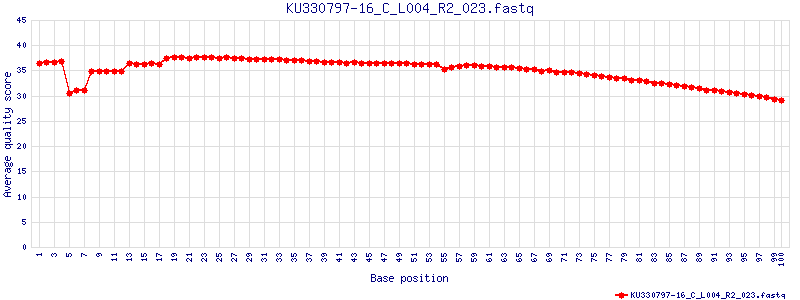 KU330797-16_C_L004_R2_023.fastq
Average quality score
45
40
35
30
25
20
15
10
5
0
1 3 5 7 9 11 13 15 17 19 21 23 25 27 29 31 33 35 37 39 41 43 45 47 49 51 53 55 57 59 61 63 65 67 69 71 73 75 77 79 81 83 85 87 89 91 93 95 97 99 100
Base position
KU330797-16_C_L004_R2_023.fastq